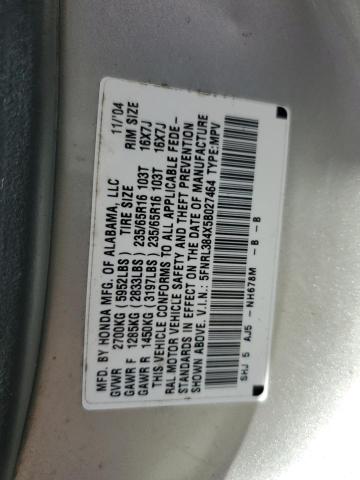 MFD. BY HONDA MFG. OF ALABAMA, LLC 11/'04
GVWR 2700KG (5952LBS) TIRE SIZE RIM SIZE
GAWR F 1285KG (2833LBS) 235/65R16 103T 16X7J
GAWR R 1450KG (3197LBS) 235/65R16 103T 16X7J
THIS VEHICLE CONFORMS TO ALL APPLICABLE FEDE-
RAL MOTOR VEHICLE SAFETY AND THEFT PREVENTION
STANDARDS IN EFFECT ON THE DATE OF MANUFACTURE
SHOWN ABOVE. V.I.N.: 5FNRL384X5B027464 TYPE:MPV
SHJ 5 AJ5- NH678M - B - B